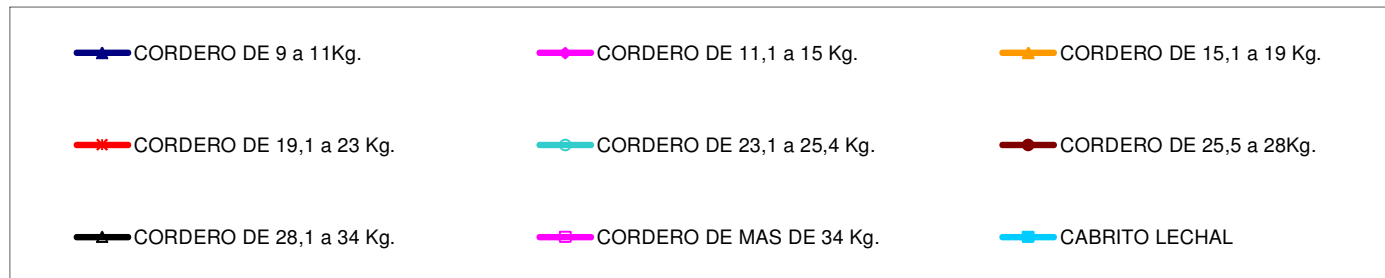 CORDERO DE 9 a 11Kg.
CORDERO DE 11,1 a 15 Kg.
CORDERO DE 15,1 a 19 Kg.
CORDERO DE 19,1 a 23 Kg.
CORDERO DE 23,1 a 25,4 Kg.
CORDERO DE 25,5 a 28Kg.
CORDERO DE 28,1 a 34 Kg.
CORDERO DE MAS DE 34 Kg.
CABRITO LECHAL